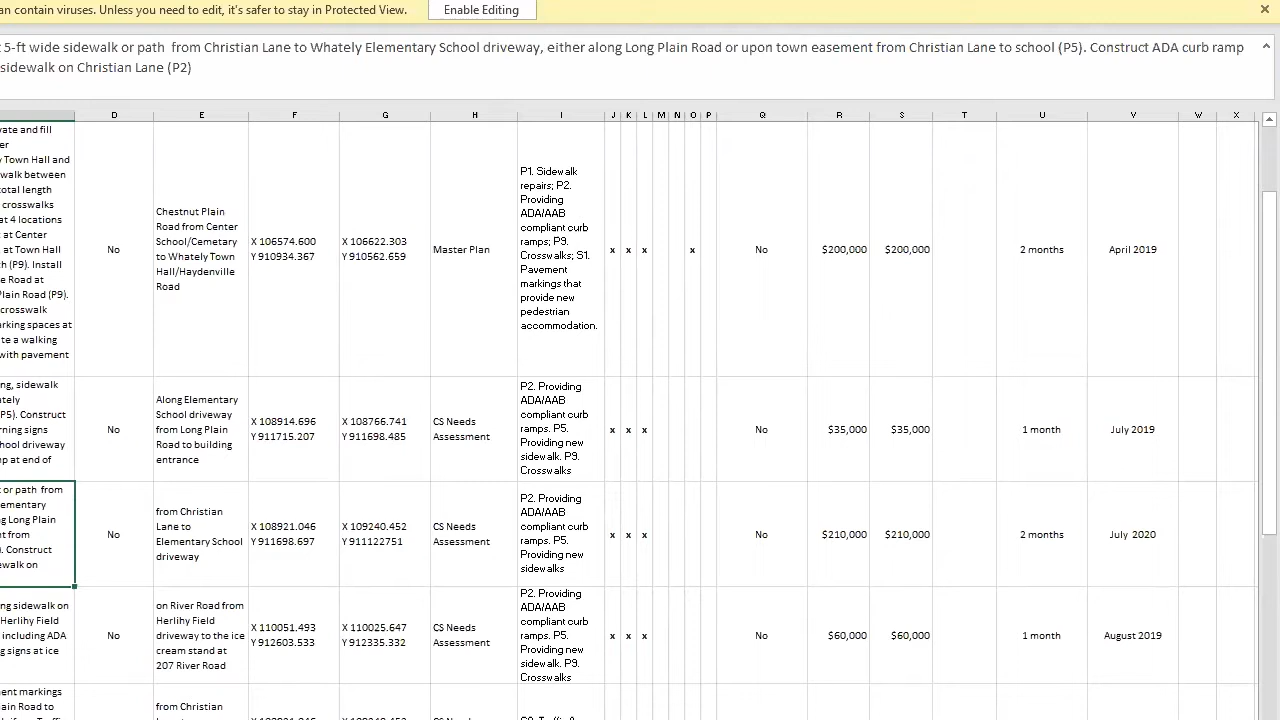 an contain viruses. Unless you need to edit, it's safer to stay in Protected View. Enable Editing
5-ft wide sidewalk or path from Christian Lane to Whately Elementary School driveway, either along Long Plain Road or upon town easement from Christian Lane to school (P5). Construct ADA curb ramp
sidewalk on Christian Lane (P2)
D E F G H I J K L M N O P Q R S T U V W X
vate and fill
er
y Town Hall and
walk between
total length
crosswalks
at 4 locations
t at Center
at Town Hall
h (P9). Install
e Road at
Plain Road (P9).
crosswalk
arking spaces at
te a walking
with pavement
No
Chestnut Plain
Road from Center
School/Cemetary
to Whately Town
Hall/Haydenville
Road
X 106574.600
Y 910934.367
X 106622.303
Y 910562.659
Master Plan
P1. Sidewalk
repairs; P2.
Providing
ADA/AAB
compliant curb
ramps; P9.
Crosswalks; S1.
Pavement
markings that
provide new
pedestrian
accommodation.
x x x x
No
$200,000
$200,000
2 months
April 2019
ng, sidewalk
ately
P5). Construct
rning signs
hool driveway
p at end of
No
Along Elementary
School driveway
from Long Plain
Road to building
entrance
X 108914.696
Y 911715.207
X 108766.741
Y 911698.485
CS Needs
Assessment
P2. Providing
ADA/AAB
compliant curb
ramps. P5.
Providing new
sidewalk. P9.
Crosswalks
x x x
No
$35,000
$35,000
1 month
July 2019
t or path from
ementary
ng Long Plain
nt from
). Construct
ewalk on
No
from Christian
Lane to
Elementary School
driveway
X 108921.046
Y 911698.697
X 109240.452
Y 911122751
CS Needs
Assessment
P2. Providing
ADA/AAB
compliant curb
ramps. P5.
Providing new
sidewalks
x x x
No
$210,000
$210,000
2 months
July 2020
ng sidewalk on
Herlihy Field
including ADA
g signs at ice
No
on River Road from
Herlihy Field
driveway to the ice
cream stand at
207 River Road
X 110051.493
Y 912603.533
X 110025.647
Y 912335.332
CS Needs
Assessment
P2. Providing
ADA/AAB
compliant curb
ramps. P5.
Providing new
sidewalk. P9.
Crosswalks
x x x
No
$60,000
$60,000
1 month
August 2019
ment markings
ain Road to
from Christian